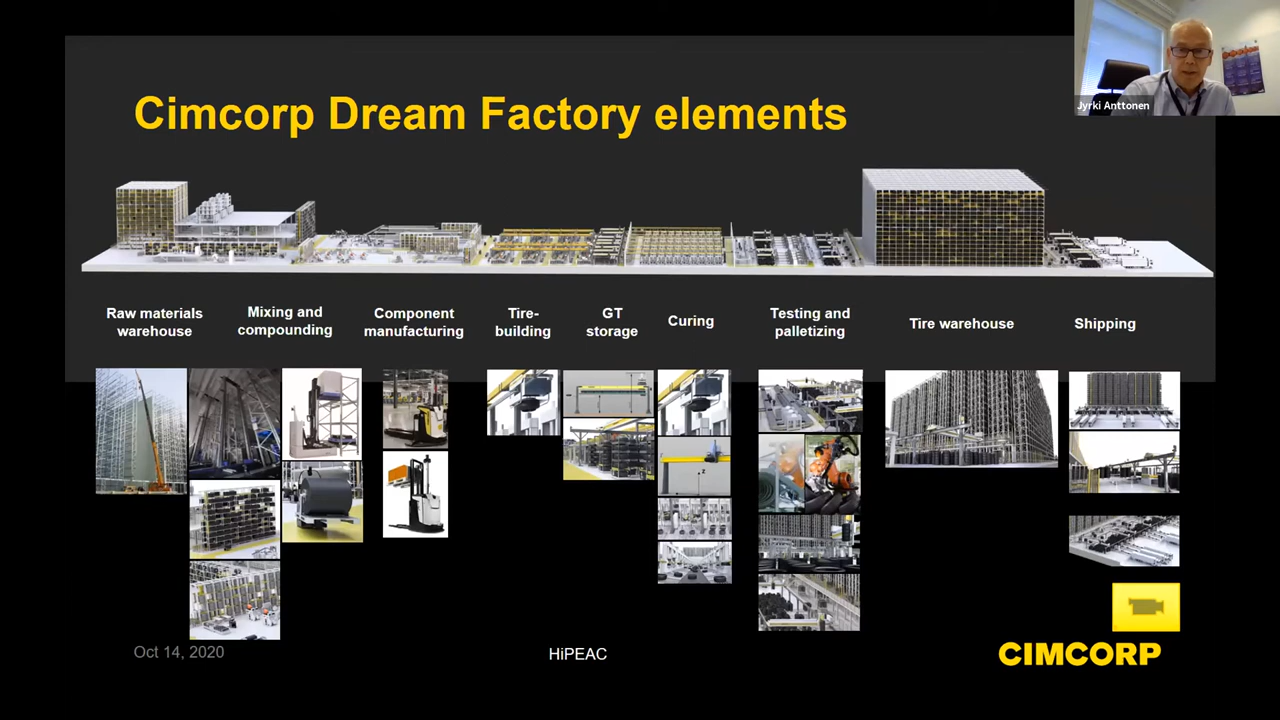 Jyrki Anttonen
Cimcorp Dream Factory elements
Raw materials
warehouse
Mixing and
compounding
Component
manufacturing
Tire-
building
GT
storage
Curing
Testing and
palletizing
Tire warehouse
Shipping
Oct 14, 2020
HiPEAC
CIMCORP